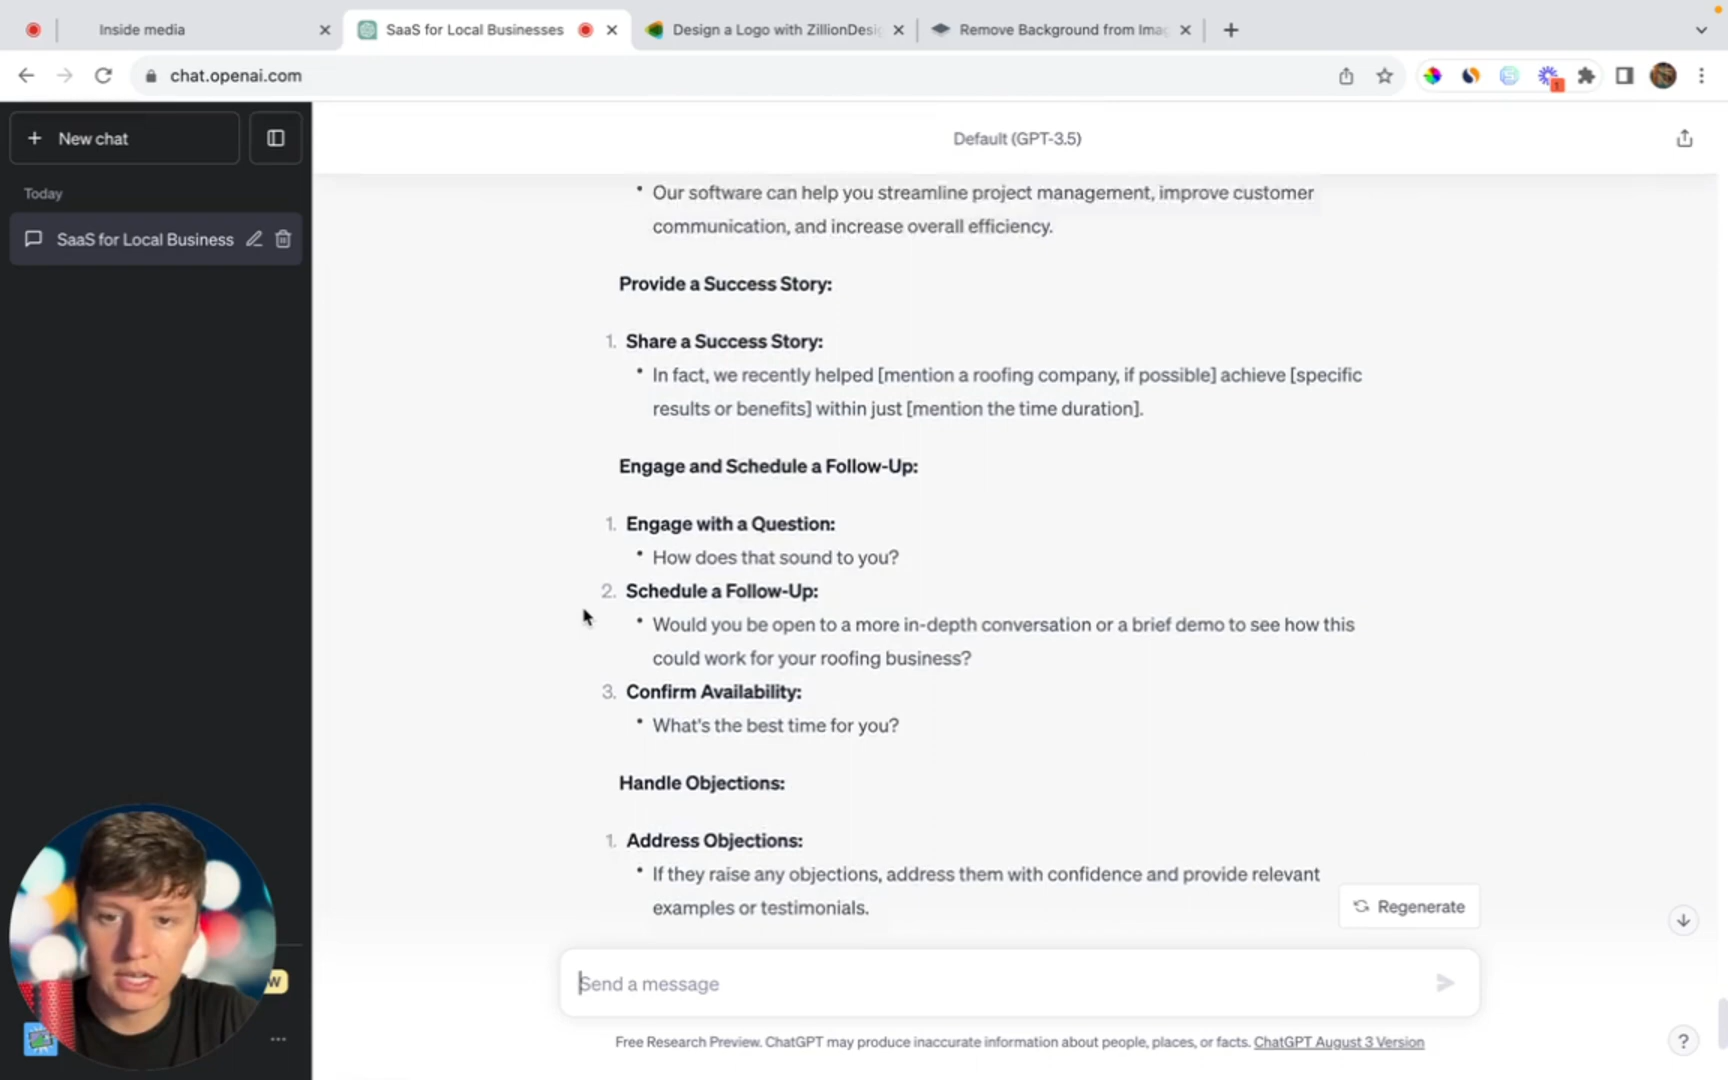 Inside media
SaaS for Local Businesses
Design a Logo with ZillionDesi
Remove Background from Ima
chat.openai.com
1
New chat
Default (GPT-3.5)
Today
SaaS for Local Business
Our software can help you streamline project management, improve customer
communication, and increase overall efficiency.
Provide a Success Story:
1. Share a Success Story:
In fact, we recently helped [mention a roofing company, if possible] achieve [specific
results or benefits] within just [mention the time duration].
Engage and Schedule a Follow-Up:
1. Engage with a Question:
How does that sound to you?
2. Schedule a Follow-Up:
Would you be open to a more in-depth conversation or a brief demo to see how this
could work for your roofing business?
3. Confirm Availability:
What's the best time for you?
Handle Objections:
1. Address Objections:
If they raise any objections, address them with confidence and provide relevant
examples or testimonials.
Regenerate
W
Send a message
Free Research Preview. ChatGPT may produce inaccurate information about people, places, or facts. ChatGPT August 3 Version
?